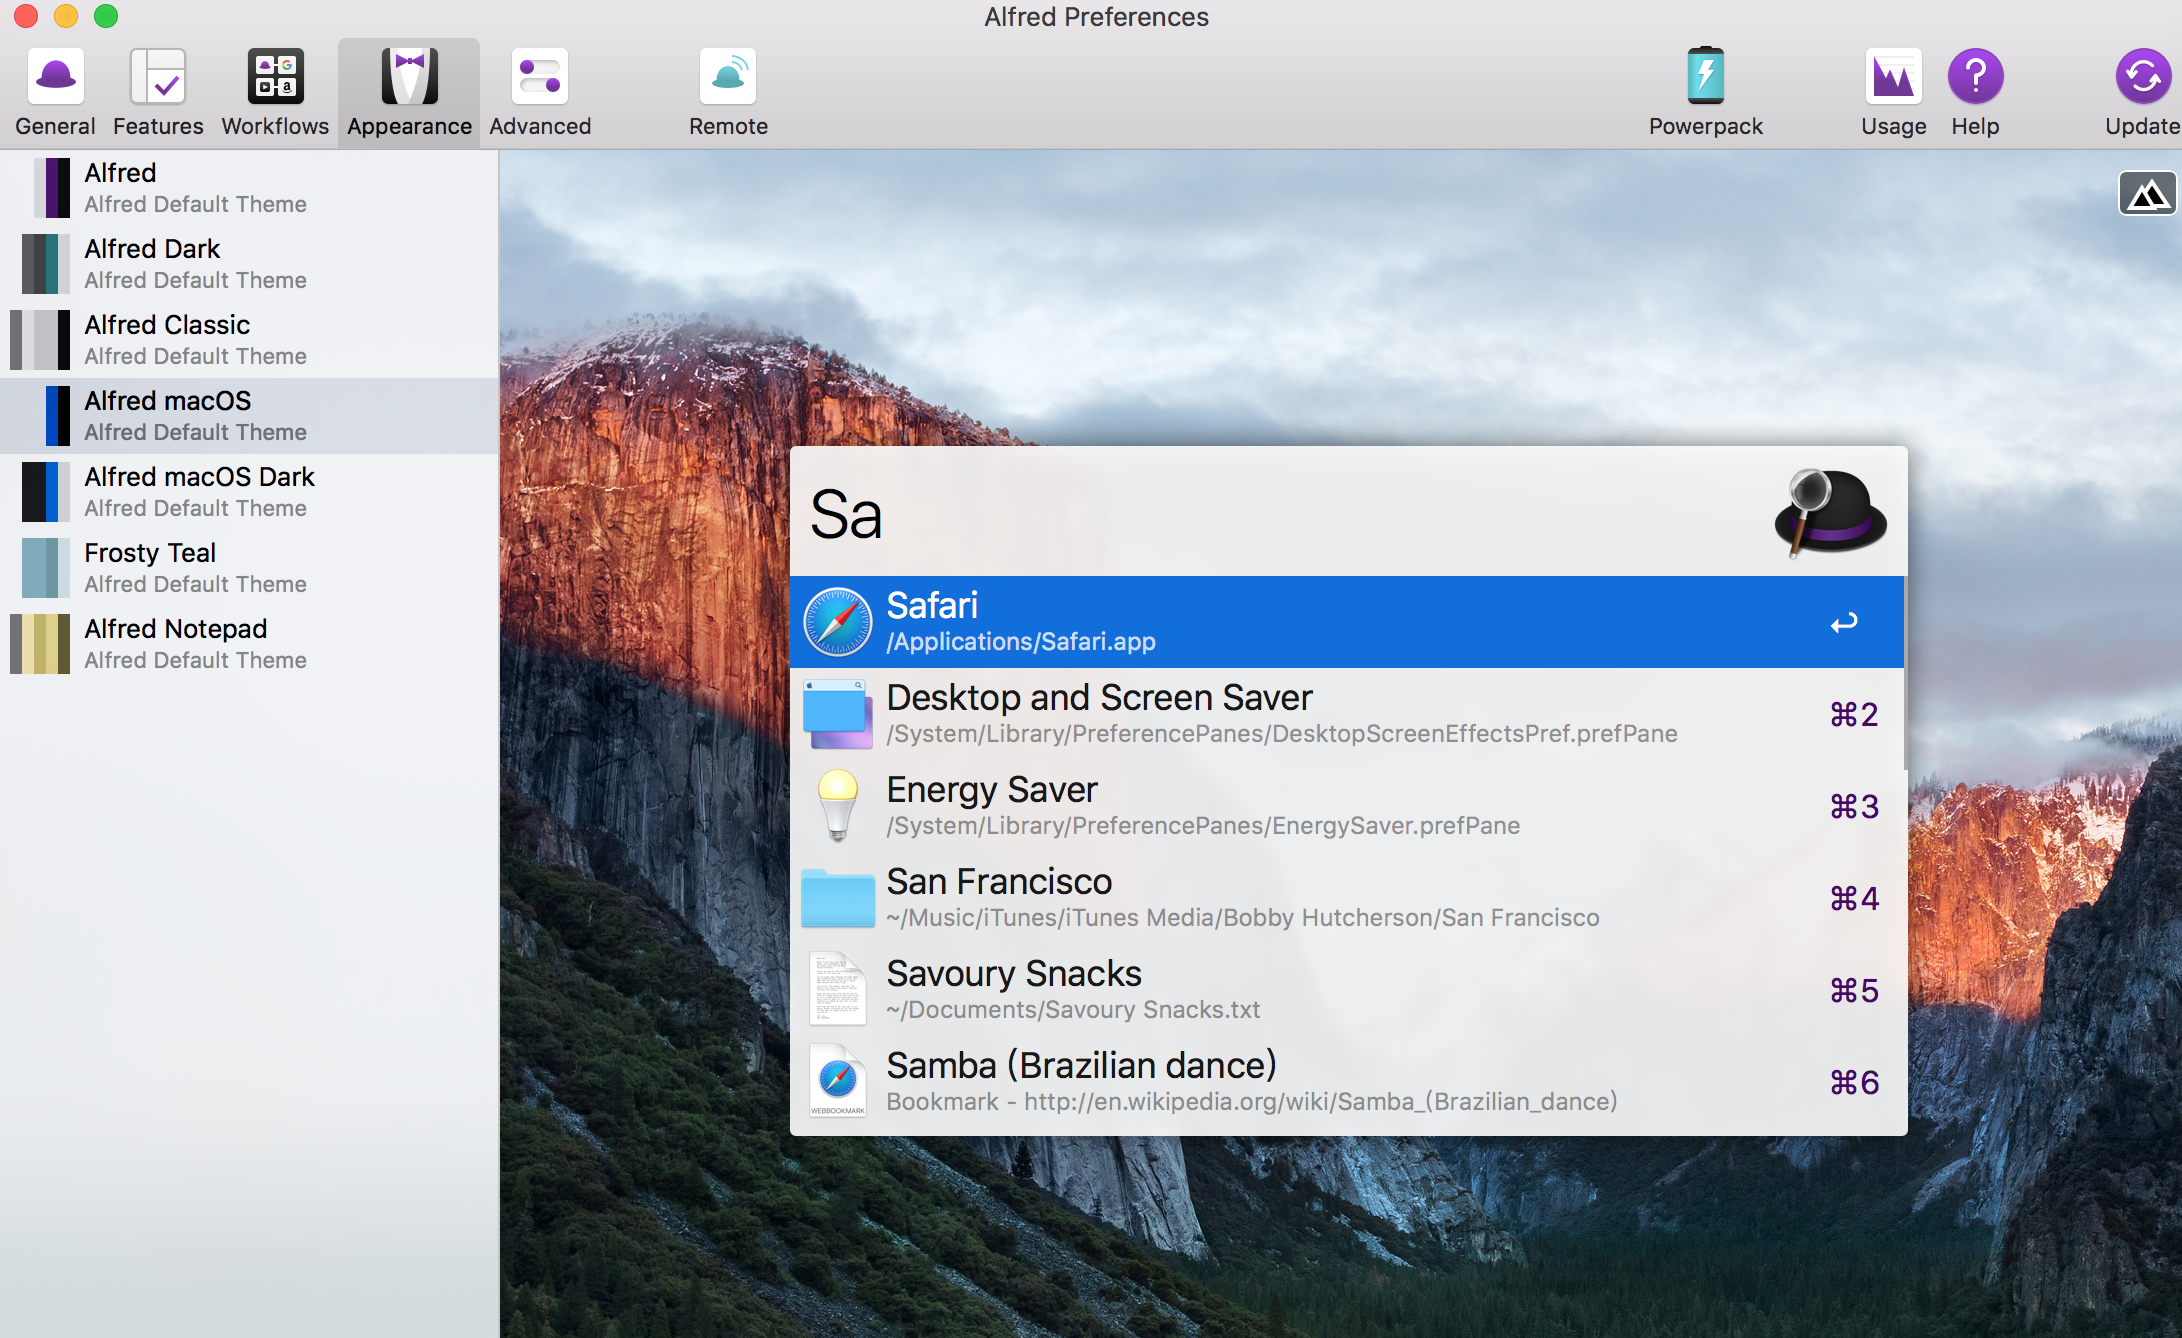 Alfred Preferences
General Features Workflows Appearance Advanced Remote Powerpack Usage Help Update
Alfred
Alfred Default Theme
Alfred Dark
Alfred Default Theme
Alfred Classic
Alfred Default Theme
Alfred macOS
Alfred Default Theme
Alfred macOS Dark
Alfred Default Theme
Frosty Teal
Alfred Default Theme
Alfred Notepad
Alfred Default Theme
Sa
Safari
/Applications/Safari.app
↩
Desktop and Screen Saver
/System/Library/PreferencePanes/DesktopScreenEffectsPref.prefPane
⌘2
Energy Saver
/System/Library/PreferencePanes/EnergySaver.prefPane
⌘3
San Francisco
~/Music/iTunes/iTunes Media/Bobby Hutcherson/San Francisco
⌘4
Savoury Snacks
~/Documents/Savoury Snacks.txt
⌘5
WEBBOOKMARK
Samba (Brazilian dance)
Bookmark - http://en.wikipedia.org/wiki/Samba_(Brazilian_dance)
⌘6